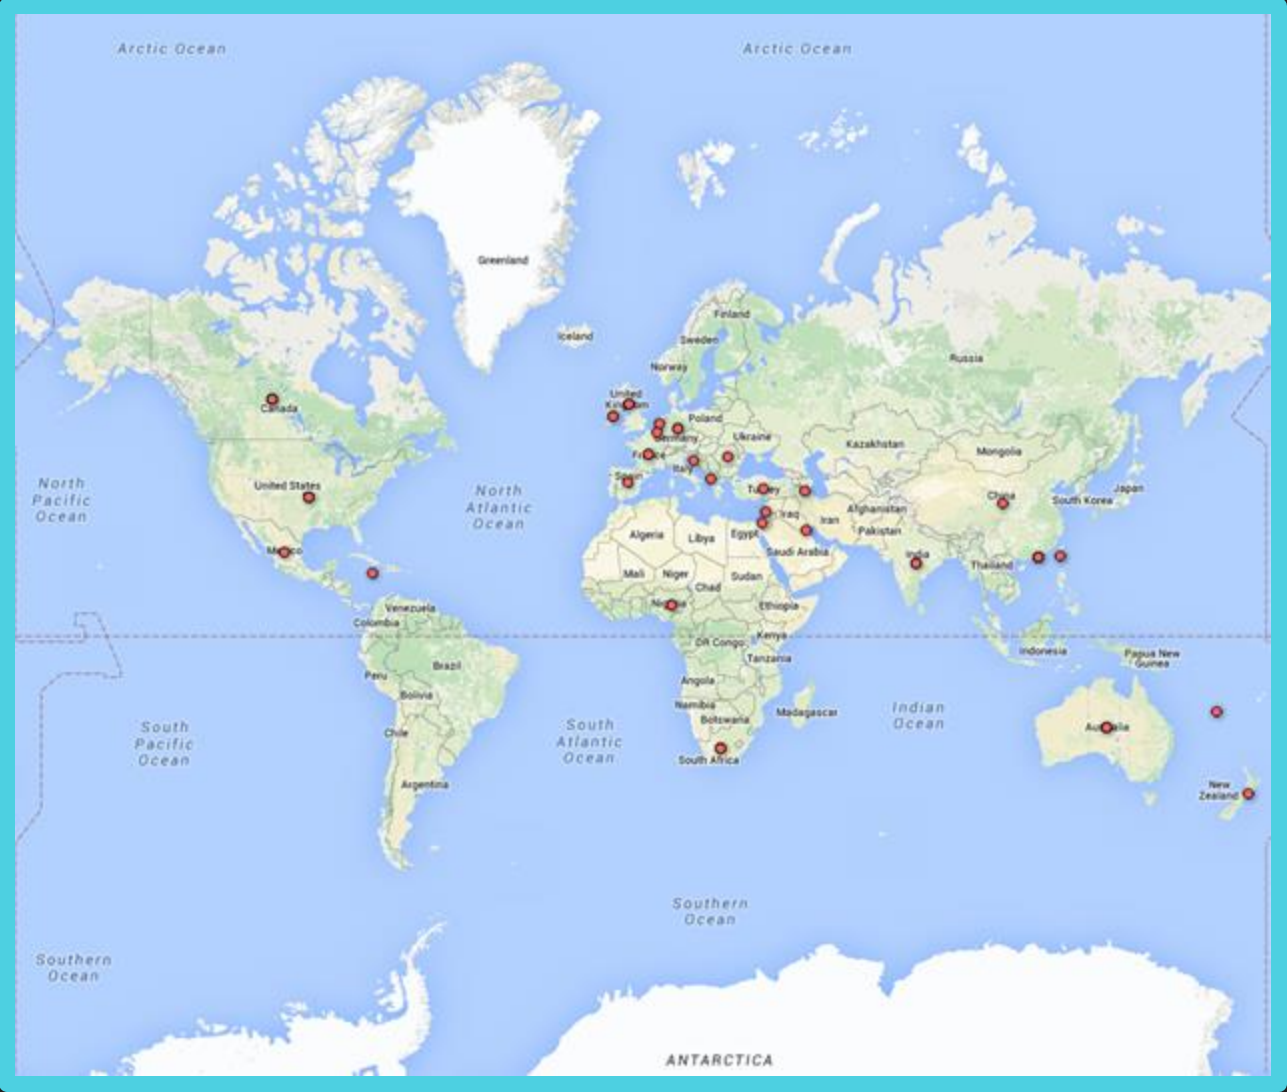 Arctic Ocean
Arctic Ocean
Greenland
Iceland
Finland
Sweden
Norway
Russia
United
Kingdom
Canada
Poland
Germany
Ukraine
Kazakhstan
Mongolia
France
Italy
Spain
Turkey
United States
North
Pacific
Ocean
North
Atlantic
Ocean
China
Japan
South Korea
Iraq
Iran
Afghanistan
Pakistan
Algeria
Libya
Egypt
Saudi Arabia
Mexico
India
Thailand
Mali
Niger
Chad
Sudan
Nigeria
Ethiopia
Venezuela
Colombia
DR Congo
Kenya
Tanzania
Indonesia
Papua New
Guinea
Brazil
Peru
Bolivia
Angola
Namibia
Botswana
Madagascar
Indian
Ocean
South
Pacific
Ocean
South
Atlantic
Ocean
Chile
Australia
South Africa
Argentina
New
Zealand
Southern
Ocean
Southern
Ocean
ANTARCTICA